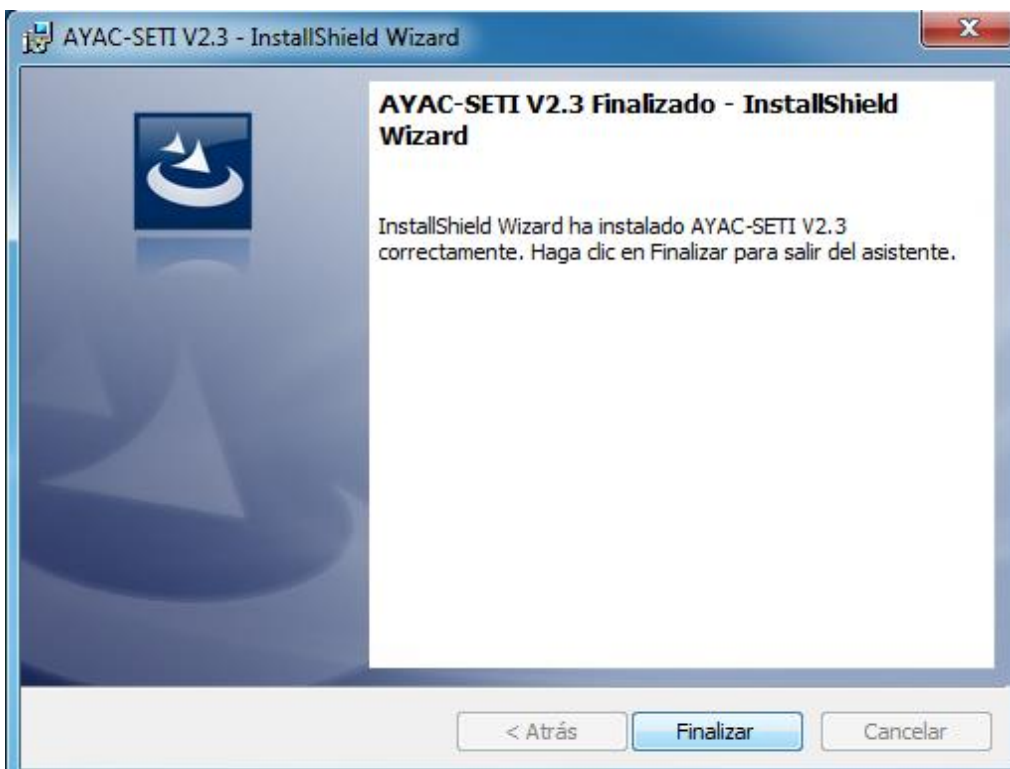 AYAC-SETI V2.3 - InstallShield Wizard
AYAC-SETI V2.3 Finalizado - InstallShield
Wizard
InstallShield Wizard ha instalado AYAC-SETI V2.3
correctamente. Haga clic en Finalizar para salir del asistente.
< Atrás
Finalizar
Cancelar